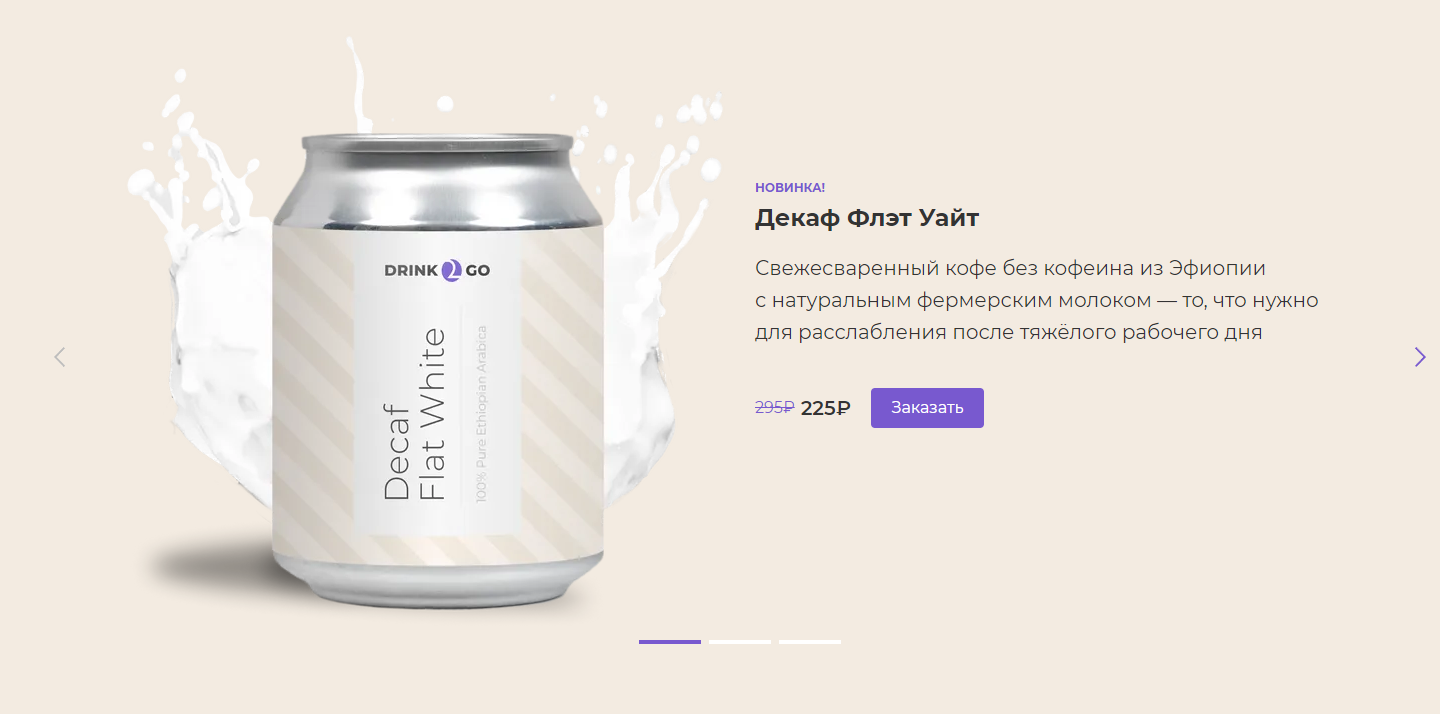 DRINK 2 GO
Decaf
Flat White
100% Pure Ethiopian Arabica
НОВИНКА!
Декаф Флэт Уайт
Свежесваренный кофе без кофеина из Эфиопии
с натуральным фермерским молоком — то, что нужно
для расслабления после тяжёлого рабочего дня
295₽ 225₽ Заказать